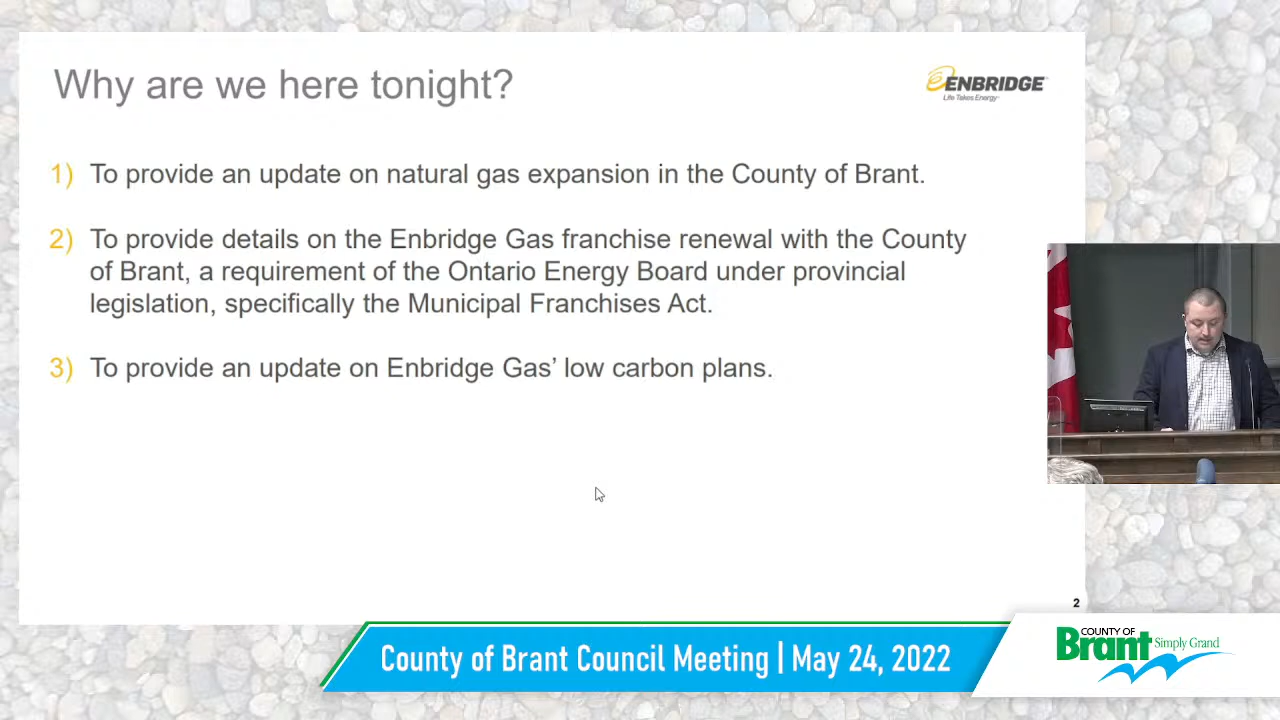 Why are we here tonight?
ENBRIDGE
Life Takes Energy
1) To provide an update on natural gas expansion in the County of Brant.
2) To provide details on the Enbridge Gas franchise renewal with the County
of Brant, a requirement of the Ontario Energy Board under provincial
legislation, specifically the Municipal Franchises Act.
3) To provide an update on Enbridge Gas’ low carbon plans.
2
County of Brant Council Meeting | May 24, 2022
COUNTY OF
Brant Simply Grand